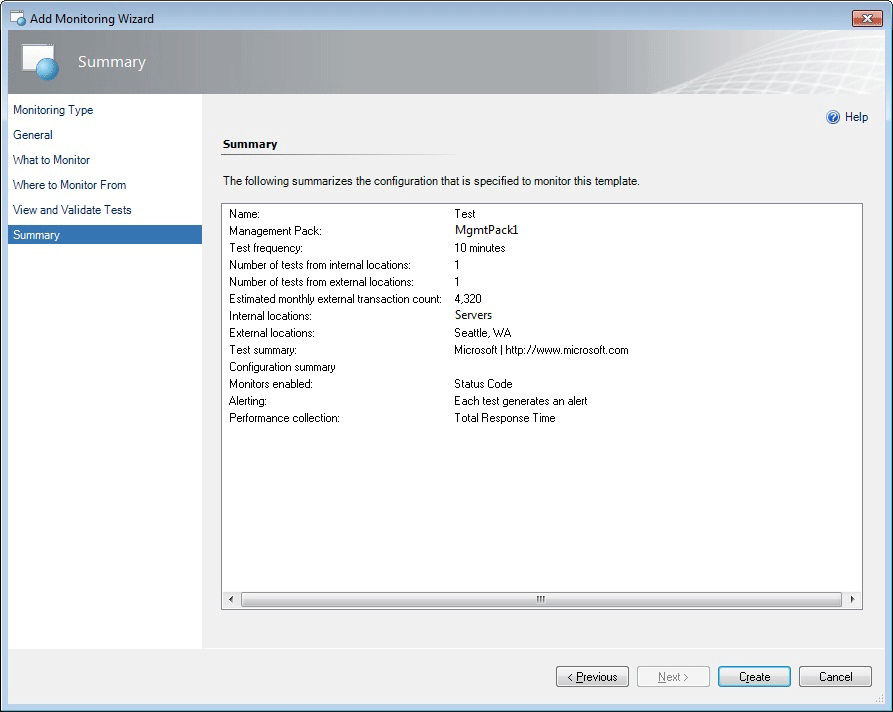 Add Monitoring Wizard
Summary
Monitoring Type
General
What to Monitor
Where to Monitor From
View and Validate Tests
Summary
Help
Summary
The following summarizes the configuration that is specified to monitor this template.
Name: Test
Management Pack: MgmtPack1
Test frequency: 10 minutes
Number of tests from internal locations: 1
Number of tests from external locations: 1
Estimated monthly external transaction count: 4,320
Internal locations: Servers
External locations: Seattle, WA
Test summary: Microsoft | http://www.microsoft.com
Configuration summary
Monitors enabled: Status Code
Alerting: Each test generates an alert
Performance collection: Total Response Time
< Previous Next > Create Cancel